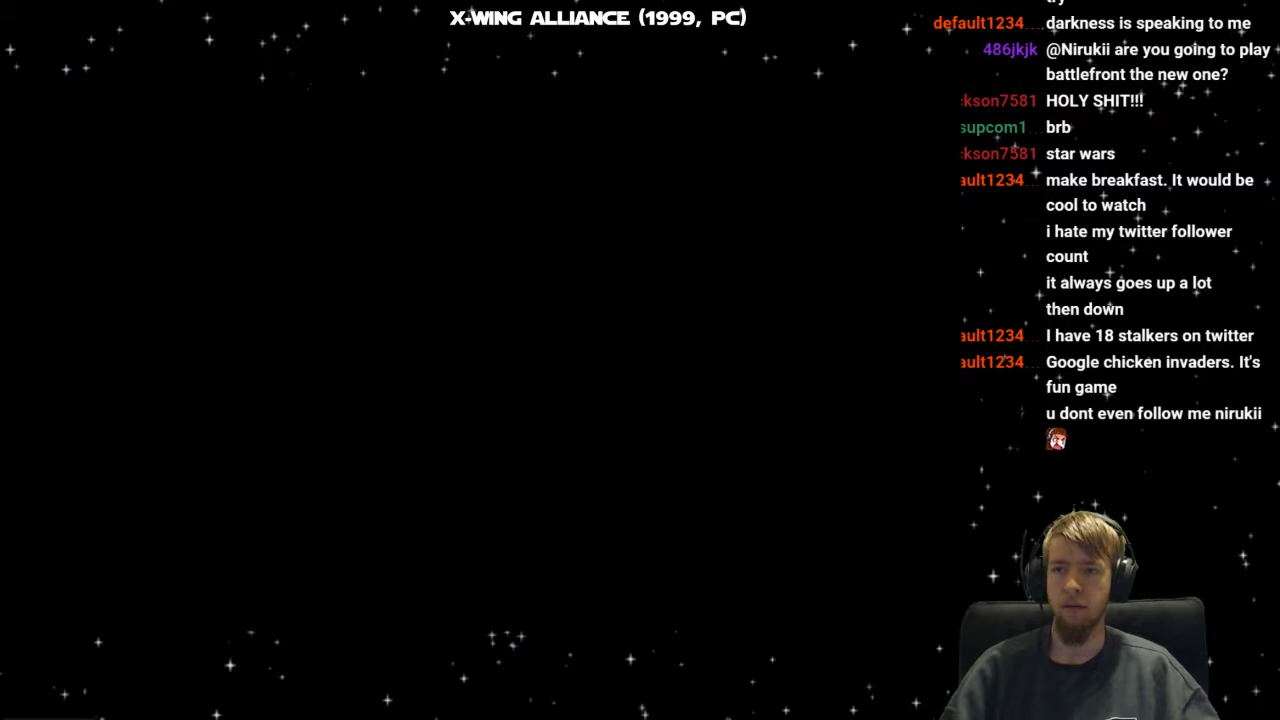 X-WING ALLIANCE (1999, PC)
default1234... darkness is speaking to me
486jkjk @Nirukii are you going to play
battlefront the new one?
ckson7581 HOLY SHIT!!!
supcom1... brb
ckson7581 star wars
ault1234... make breakfast. It would be
cool to watch
i hate my twitter follower
count
it always goes up a lot
then down
ault1234... I have 18 stalkers on twitter
ault1234... Google chicken invaders. It's
fun game
u dont even follow me nirukii